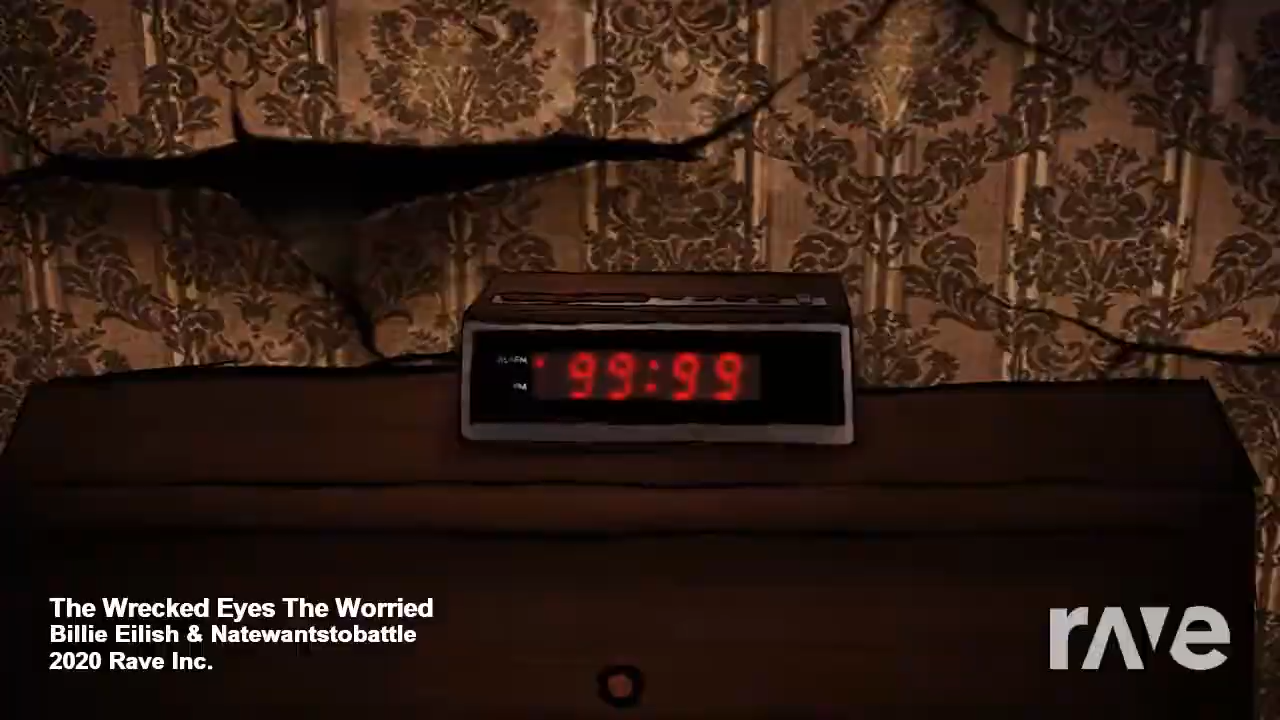 99:99
The Wrecked Eyes The Worried
Billie Eilish & Natewantstobattle
2020 Rave Inc.
rave